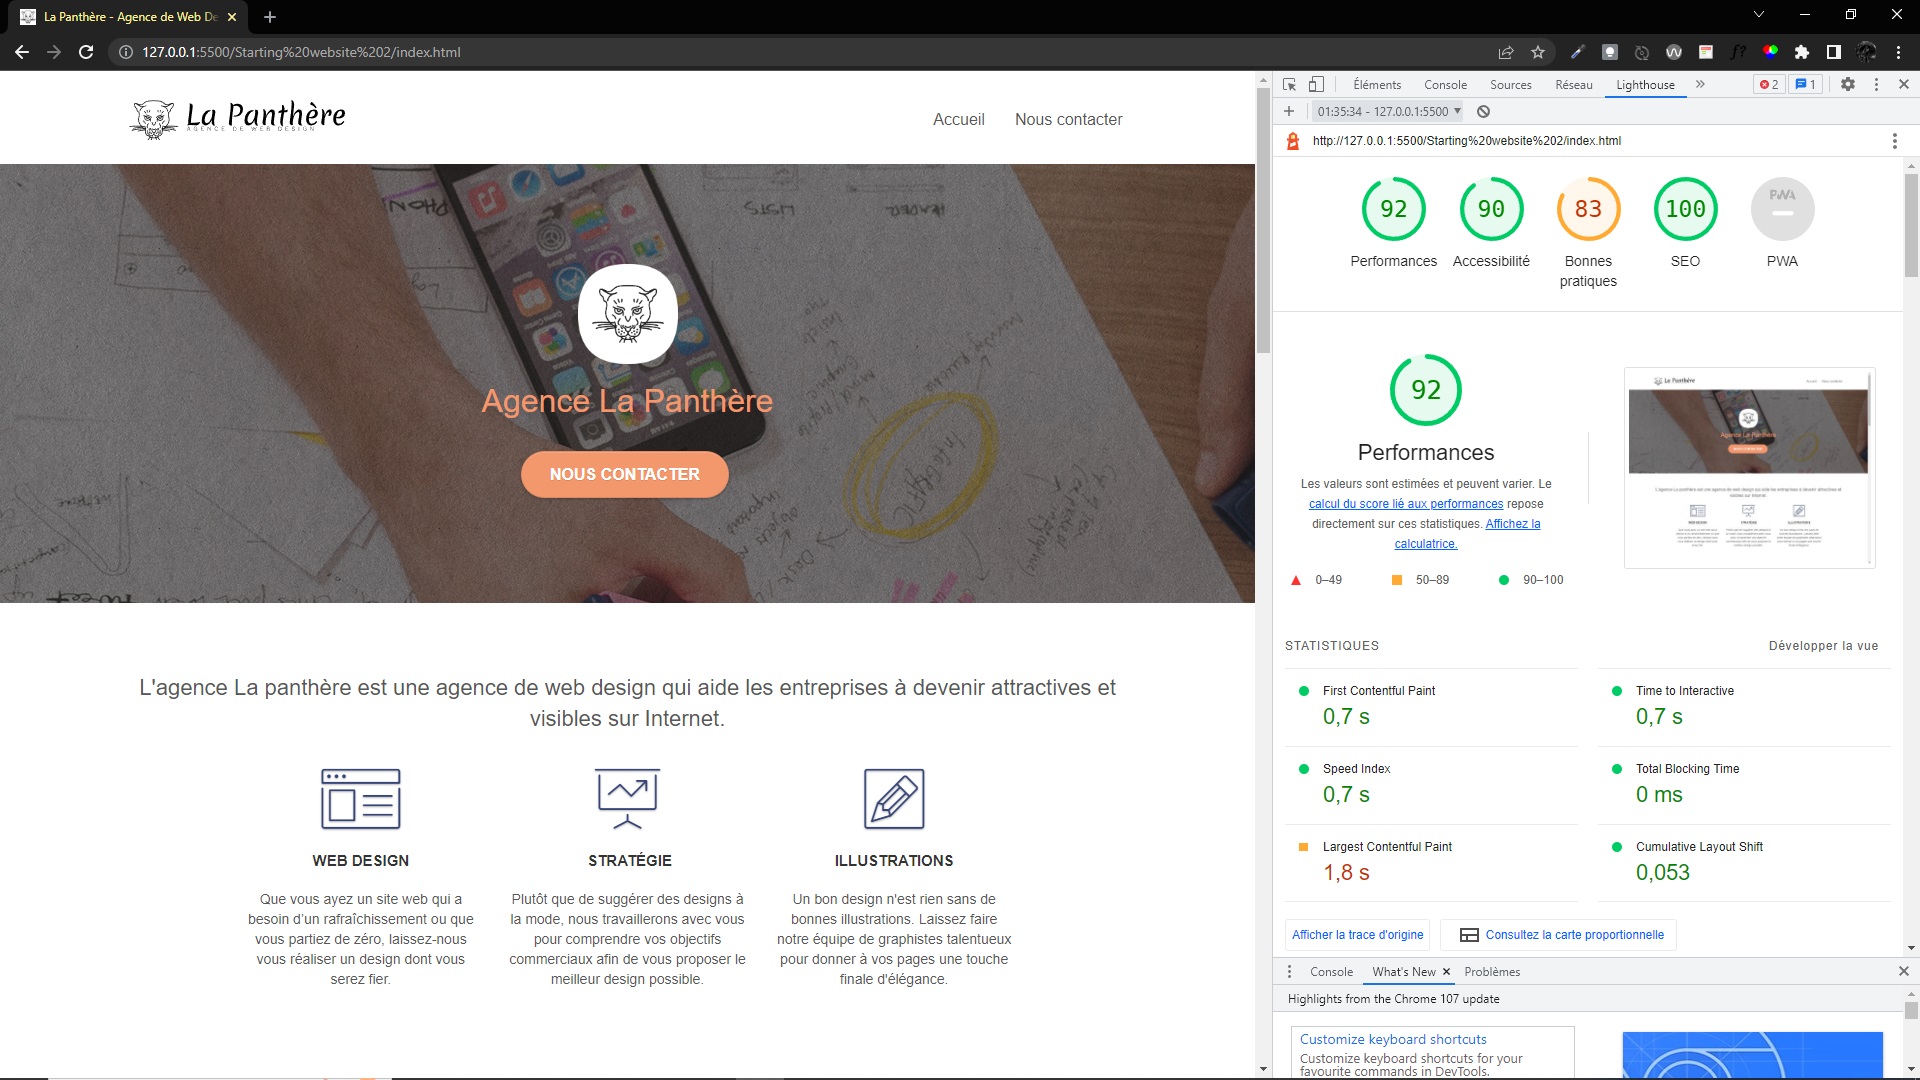 La Panthère - Agence de Web De
127.0.0.1:5500/Starting%20website%202/index.html
La Panthère
AGENCE DE WEB DESIGN
Accueil
Nous contacter
PHON
LISTS
HEADER
INFOGRAPHIC
Agence La Panthère
NOUS CONTACTER
L'agence La panthère est une agence de web design qui aide les entreprises à devenir attractives et
visibles sur Internet.
WEB DESIGN
Que vous ayez un site web qui a
besoin d'un rafraîchissement ou que
vous partiez de zéro, laissez-nous
vous réaliser un design dont vous
serez fier.
STRATÉGIE
Plutôt que de suggérer des designs à
la mode, nous travaillerons avec vous
pour comprendre vos objectifs
commerciaux afin de vous proposer le
meilleur design possible.
ILLUSTRATIONS
Un bon design n'est rien sans de
bonnes illustrations. Laissez faire
notre équipe de graphistes talentueux
pour donner à vos pages une touche
finale d'élégance.
Éléments
Console
Sources
Réseau
Lighthouse
2
1
01:35:34 - 127.0.0.1:5500
http://127.0.0.1:5500/Starting%20website%202/index.html
92
Performances
90
Accessibilité
83
Bonnes
pratiques
100
SEO
PWA
PWA
92
Performances
Les valeurs sont estimées et peuvent varier. Le
calcul du score lié aux performances repose
directement sur ces statistiques. Affichez la
calculatrice.
0–49
50–89
90–100
STATISTIQUES
Développer la vue
First Contentful Paint
0,7 s
Time to Interactive
0,7 s
Speed Index
0,7 s
Total Blocking Time
0 ms
Largest Contentful Paint
1,8 s
Cumulative Layout Shift
0,053
Afficher la trace d'origine
Consultez la carte proportionnelle
Console
What's New
Problèmes
Highlights from the Chrome 107 update
Customize keyboard shortcuts
Customize keyboard shortcuts for your
favourite commands in DevTools.